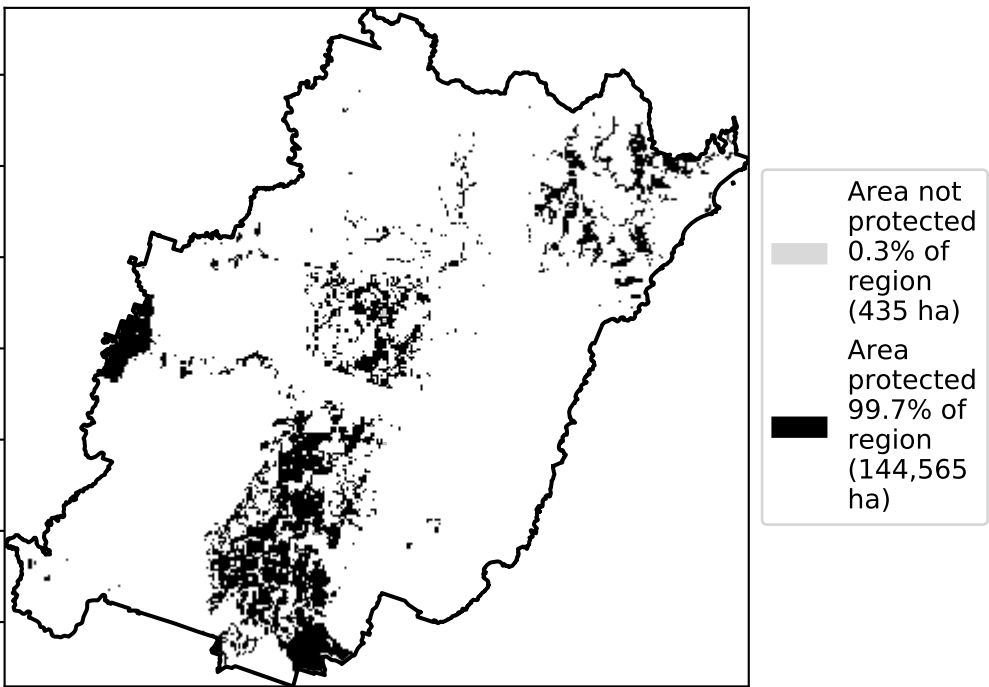 Area not
protected
0.3% of
region
(435 ha)
Area
protected
99.7% of
region
(144,565
ha)